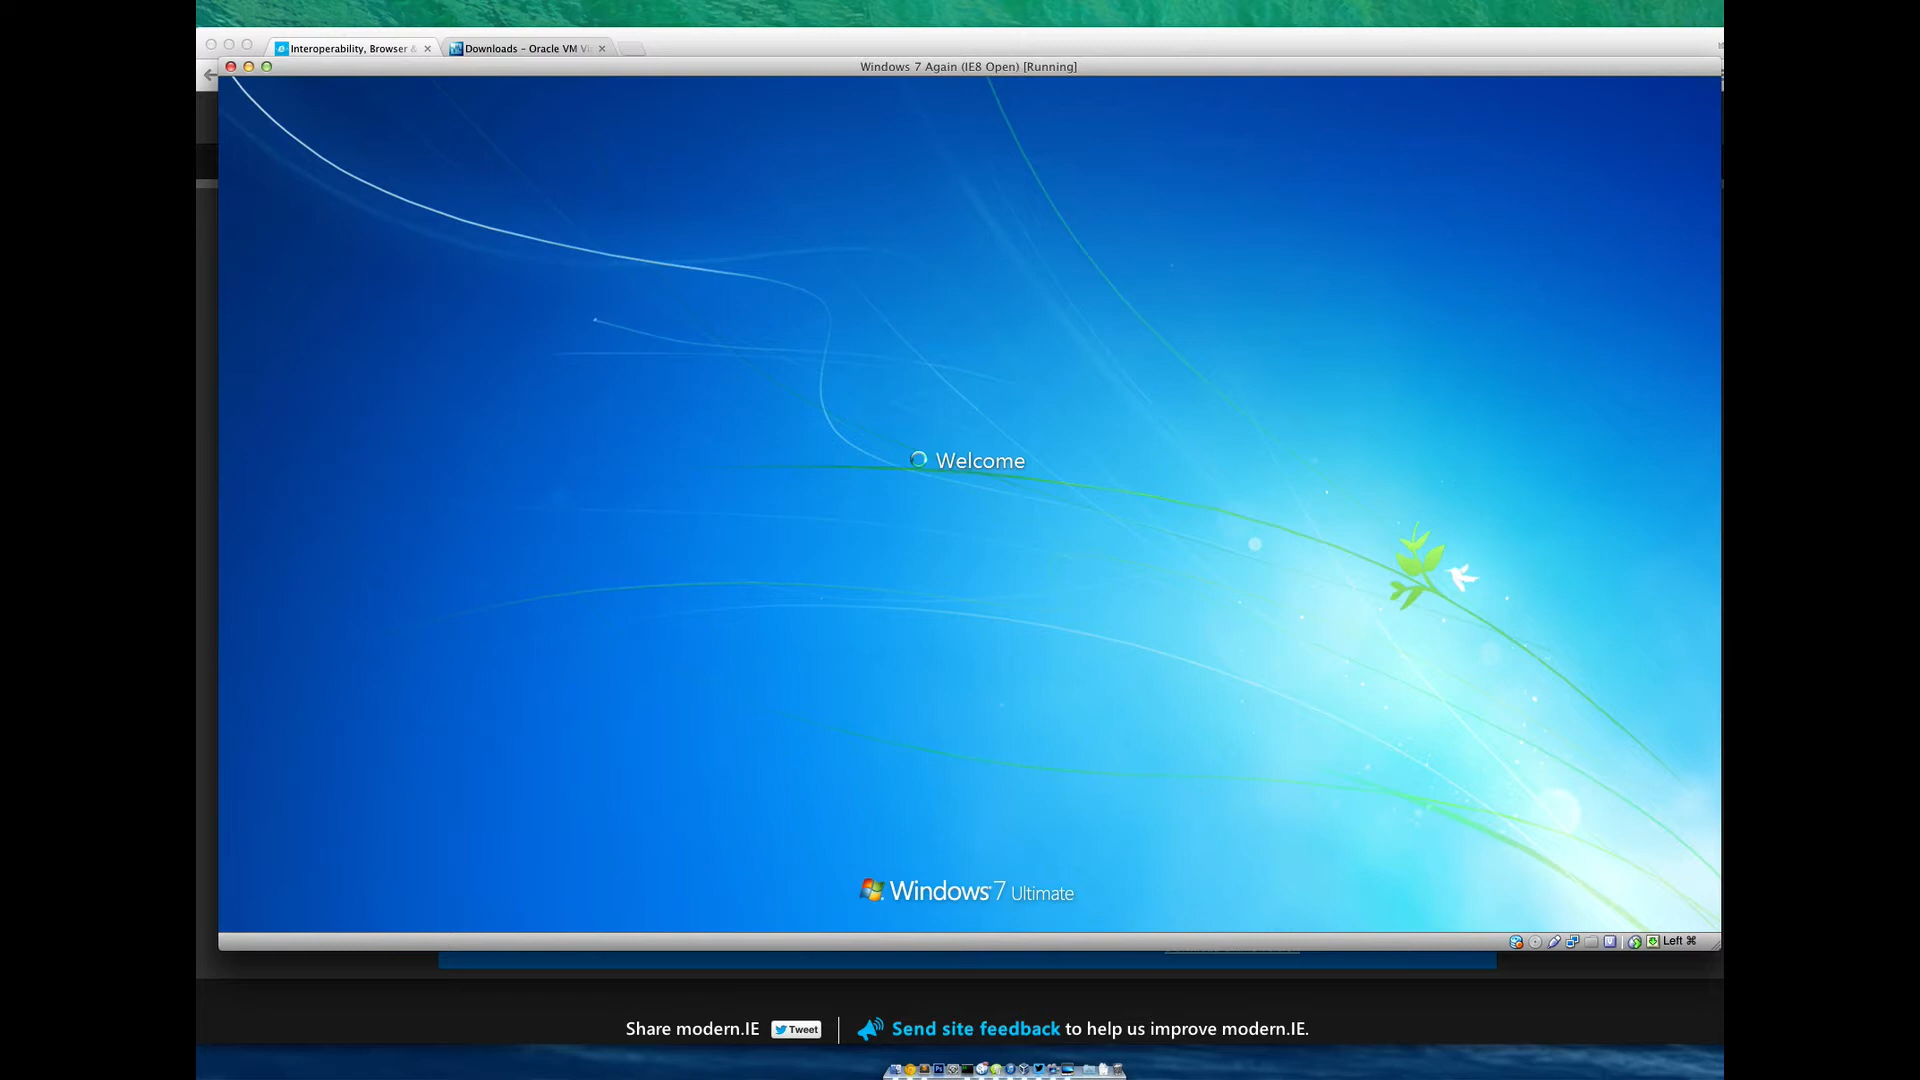 Interoperability, Browser &
Downloads – Oracle VM Vi
Windows 7 Again (IE8 Open) [Running]
Welcome
Windows 7 Ultimate
Left ⌘
Share modern.IE
Tweet
Send site feedback to help us improve modern.IE.